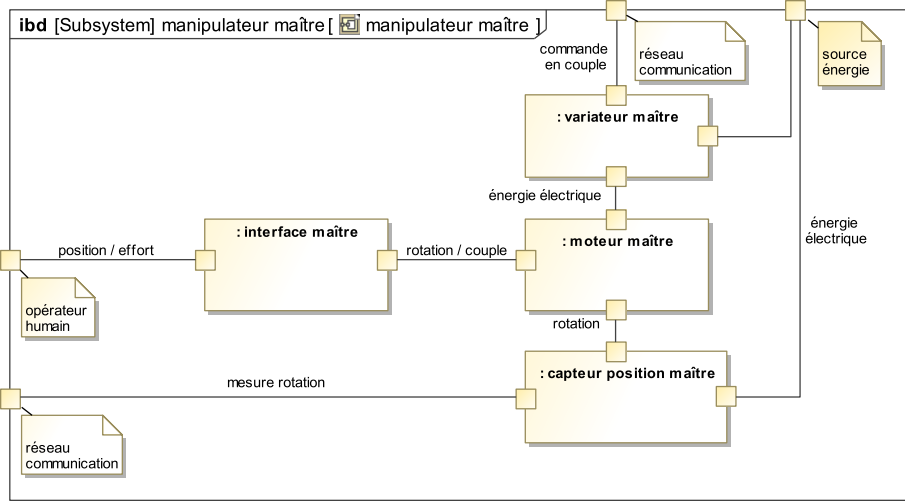 ibd [Subsystem] manipulateur maître [ manipulateur maître ]
commande
en couple
réseau
communication
source
énergie
: variateur maître
énergie électrique
énergie
électrique
position / effort
: interface maître
rotation / couple
: moteur maître
opérateur
humain
rotation
: capteur position maître
mesure rotation
réseau
communication